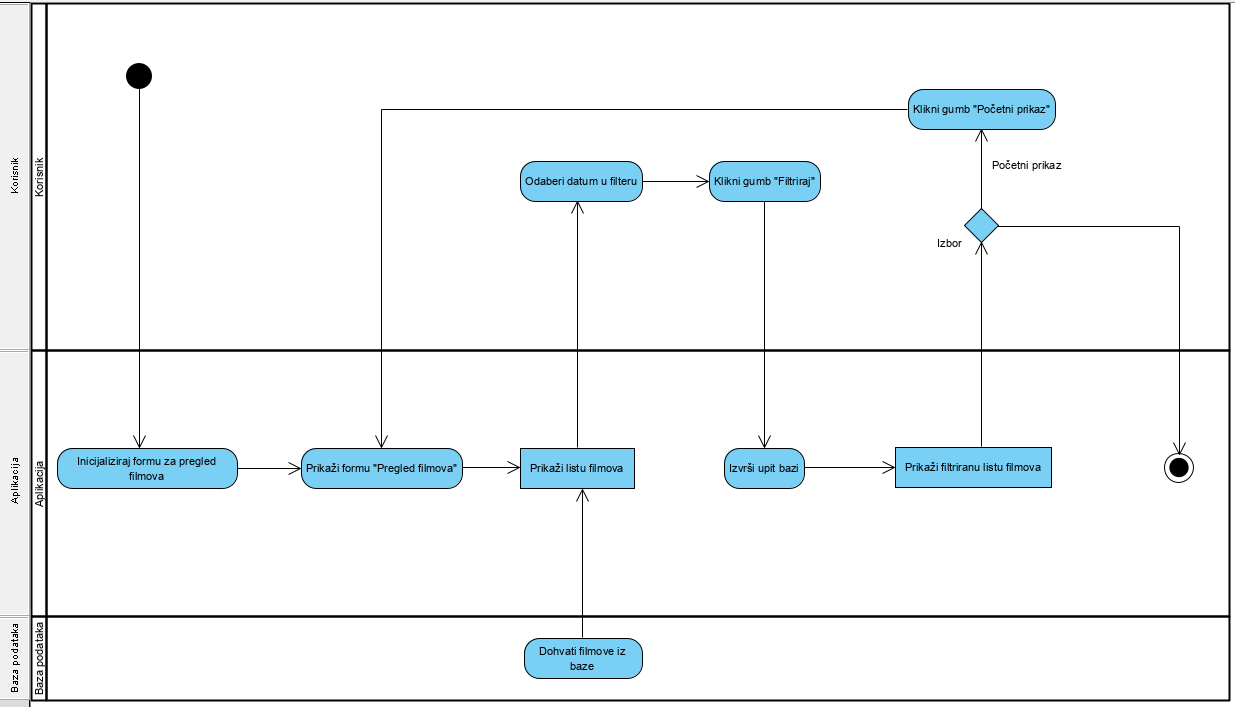 Korisnik
Korisnik
Klikni gumb "Početni prikaz"
Početni prikaz
Odaberi datum u filteru
Klikni gumb "Filtriraj"
Izbor
Aplikacija
Aplikacija
Inicijaliziraj formu za pregled
filmova
Prikaži formu "Pregled filmova"
Prikaži listu filmova
Izvrši upit bazi
Prikaži filtriranu listu filmova
Baza podataka
Baza podataka
Dohvati filmove iz
baze